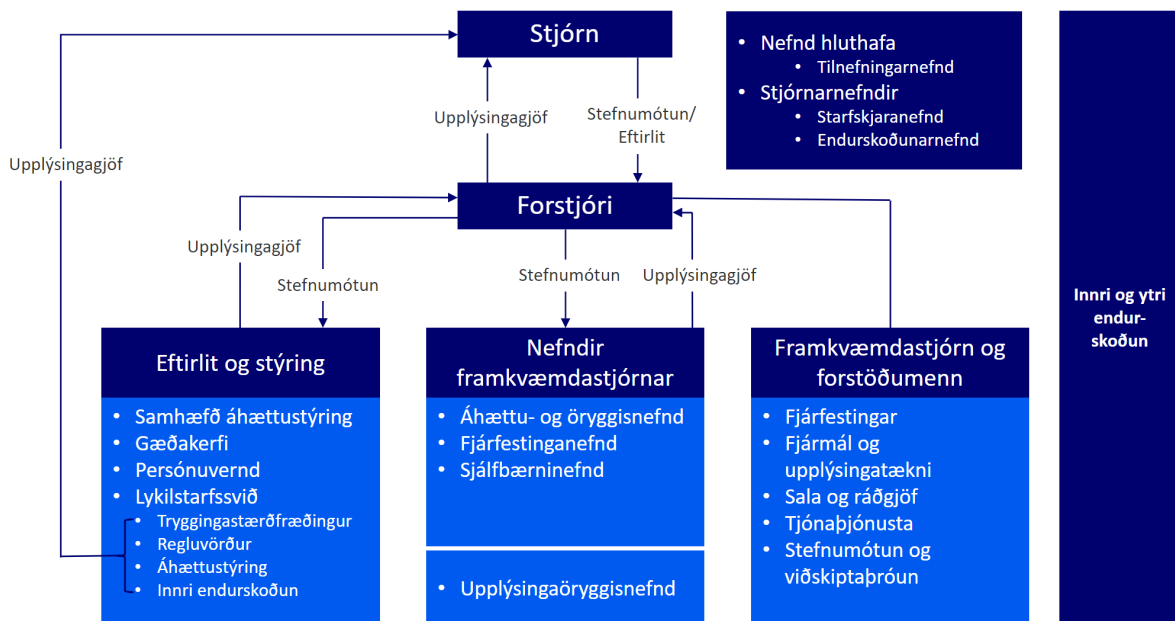 Stjórn
• Nefnd hluthafa
• Tilnefningarnefnd
• Stjórnarnefndir
• Starfskjaranefnd
• Endurskoðunarnefnd
Upplýsingagjöf
Stefnumótun/
Eftirlit
Upplýsingagjöf
Forstjóri
Upplýsingagjöf
Stefnumótun
Stefnumótun
Upplýsingagjöf
Innri og ytri
endur-
skoðun
Eftirlit og stýring
• Samhæfð áhættustýring
• Gæðakerfi
• Persónuvernd
• Lykilstarfssvið
• Tryggingastærðfræðingur
• Regluvörður
• Áhættustýring
• Innri endurskoðun
Nefndir
framkvæmdastjórnar
• Áhættu- og öryggisnefnd
• Fjárfestinganefnd
• Sjálfbærninefnd
• Upplýsingaöryggisnefnd
Framkvæmdastjórn og
forstöðumenn
• Fjárfestingar
• Fjármál og
upplýsingatækni
• Sala og ráðgjöf
• Tjónaþjónusta
• Stefnumótun og
viðskiptaþróun